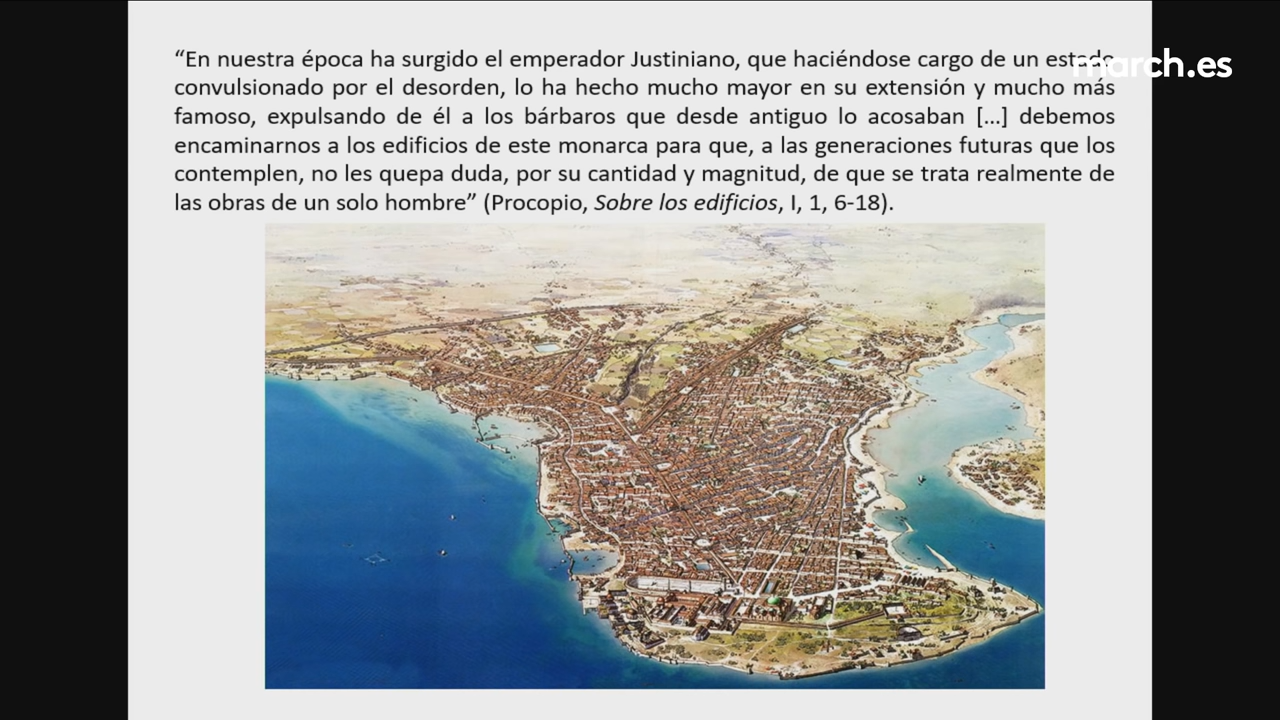 “En nuestra época ha surgido el emperador Justiniano, que haciéndose cargo de un estado
convulsionado por el desorden, lo ha hecho mucho mayor en su extensión y mucho más
famoso, expulsando de él a los bárbaros que desde antiguo lo acosaban [...] debemos
encaminarnos a los edificios de este monarca para que, a las generaciones futuras que los
contemplen, no les quepa duda, por su cantidad y magnitud, de que se trata realmente de
las obras de un solo hombre” (Procopio, Sobre los edificios, I, 1, 6-18).
march.es